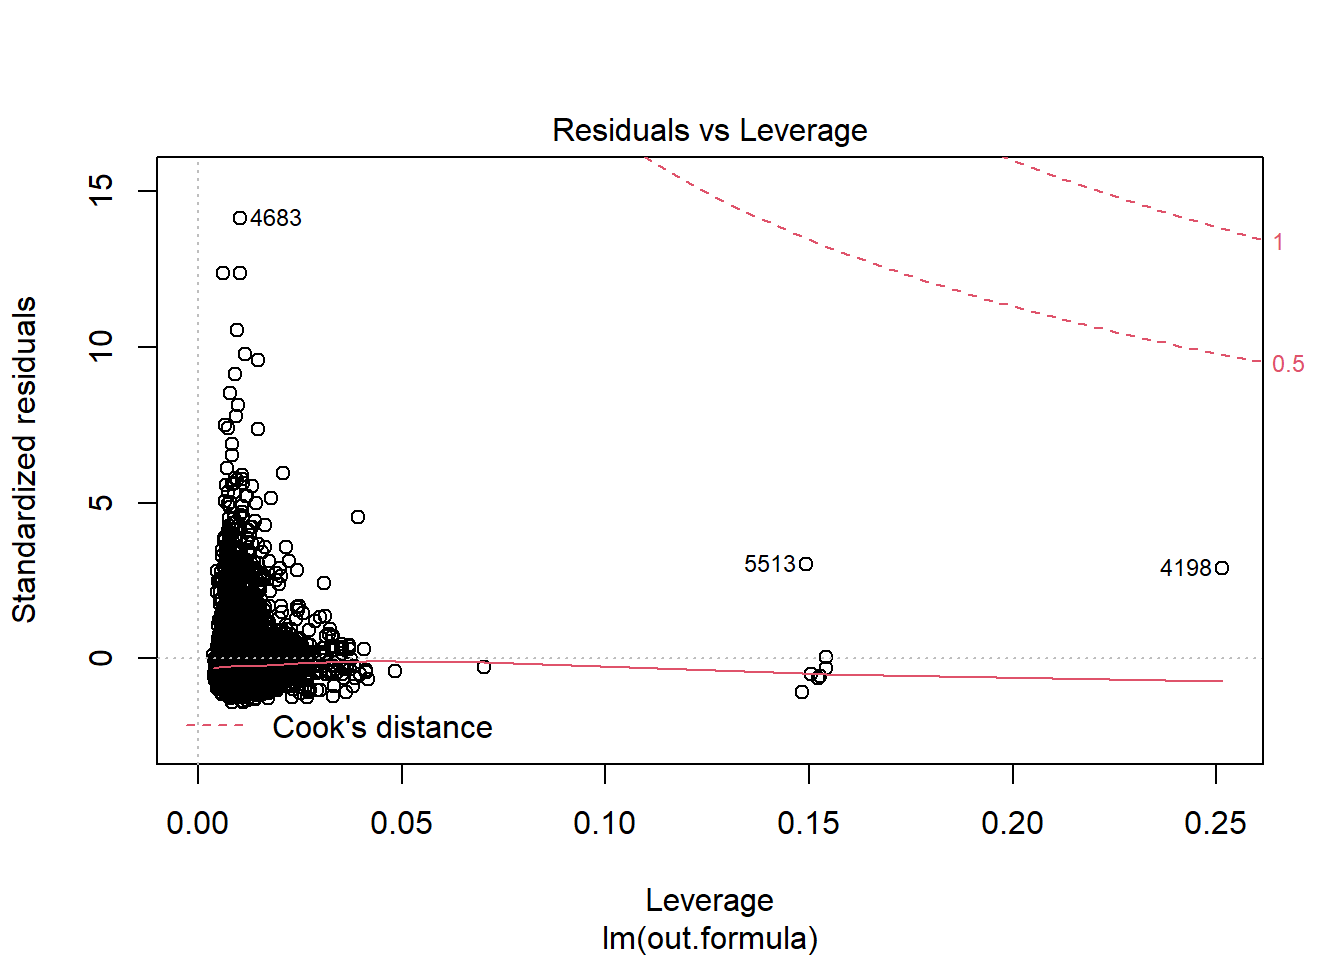 Residuals vs Leverage
Standardized residuals
15
10
5
0
4683
5513
4198
1
0.5
Cook's distance
0.00 0.05 0.10 0.15 0.20 0.25
Leverage
lm(out.formula)